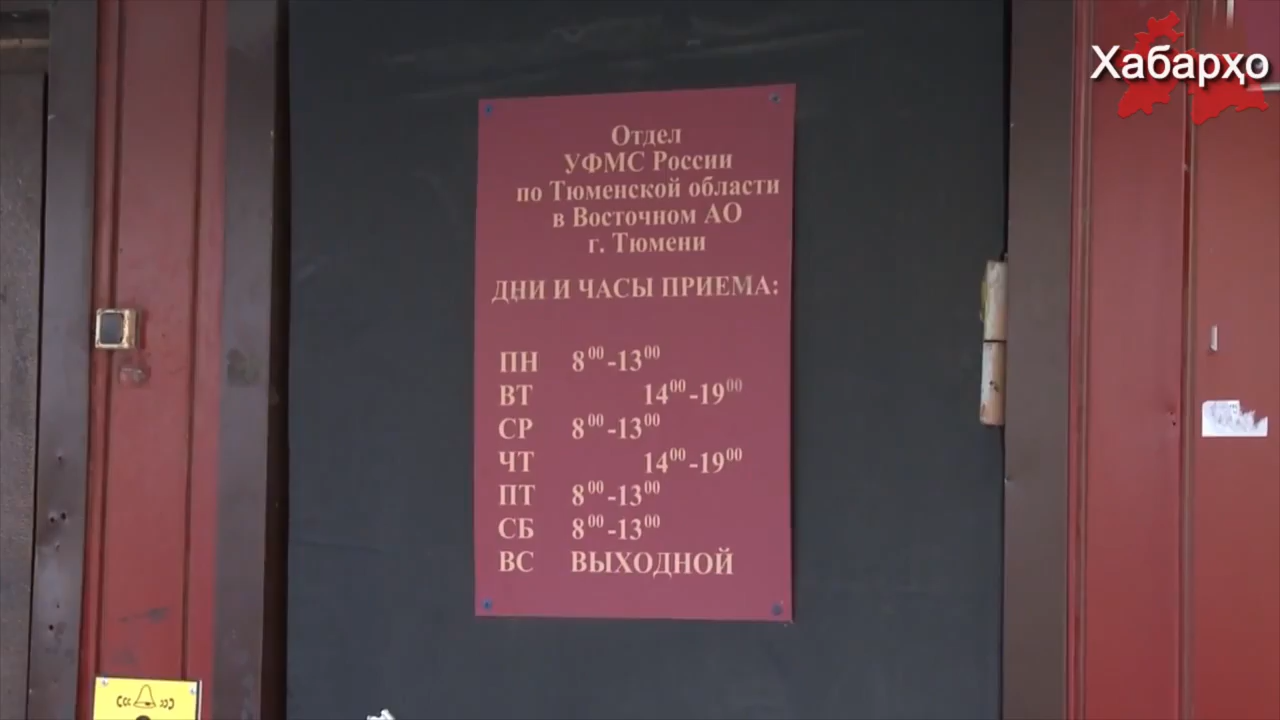 Хабарҳо
Отдел
УФМС России
по Тюменской области
в Восточном АО
г. Тюмени
ДНИ И ЧАСЫ ПРИЕМА:
ПН 8⁰⁰-13⁰⁰
ВТ 14⁰⁰-19⁰⁰
СР 8⁰⁰-13⁰⁰
ЧТ 14⁰⁰-19⁰⁰
ПТ 8⁰⁰-13⁰⁰
СБ 8⁰⁰-13⁰⁰
ВС ВЫХОДНОЙ